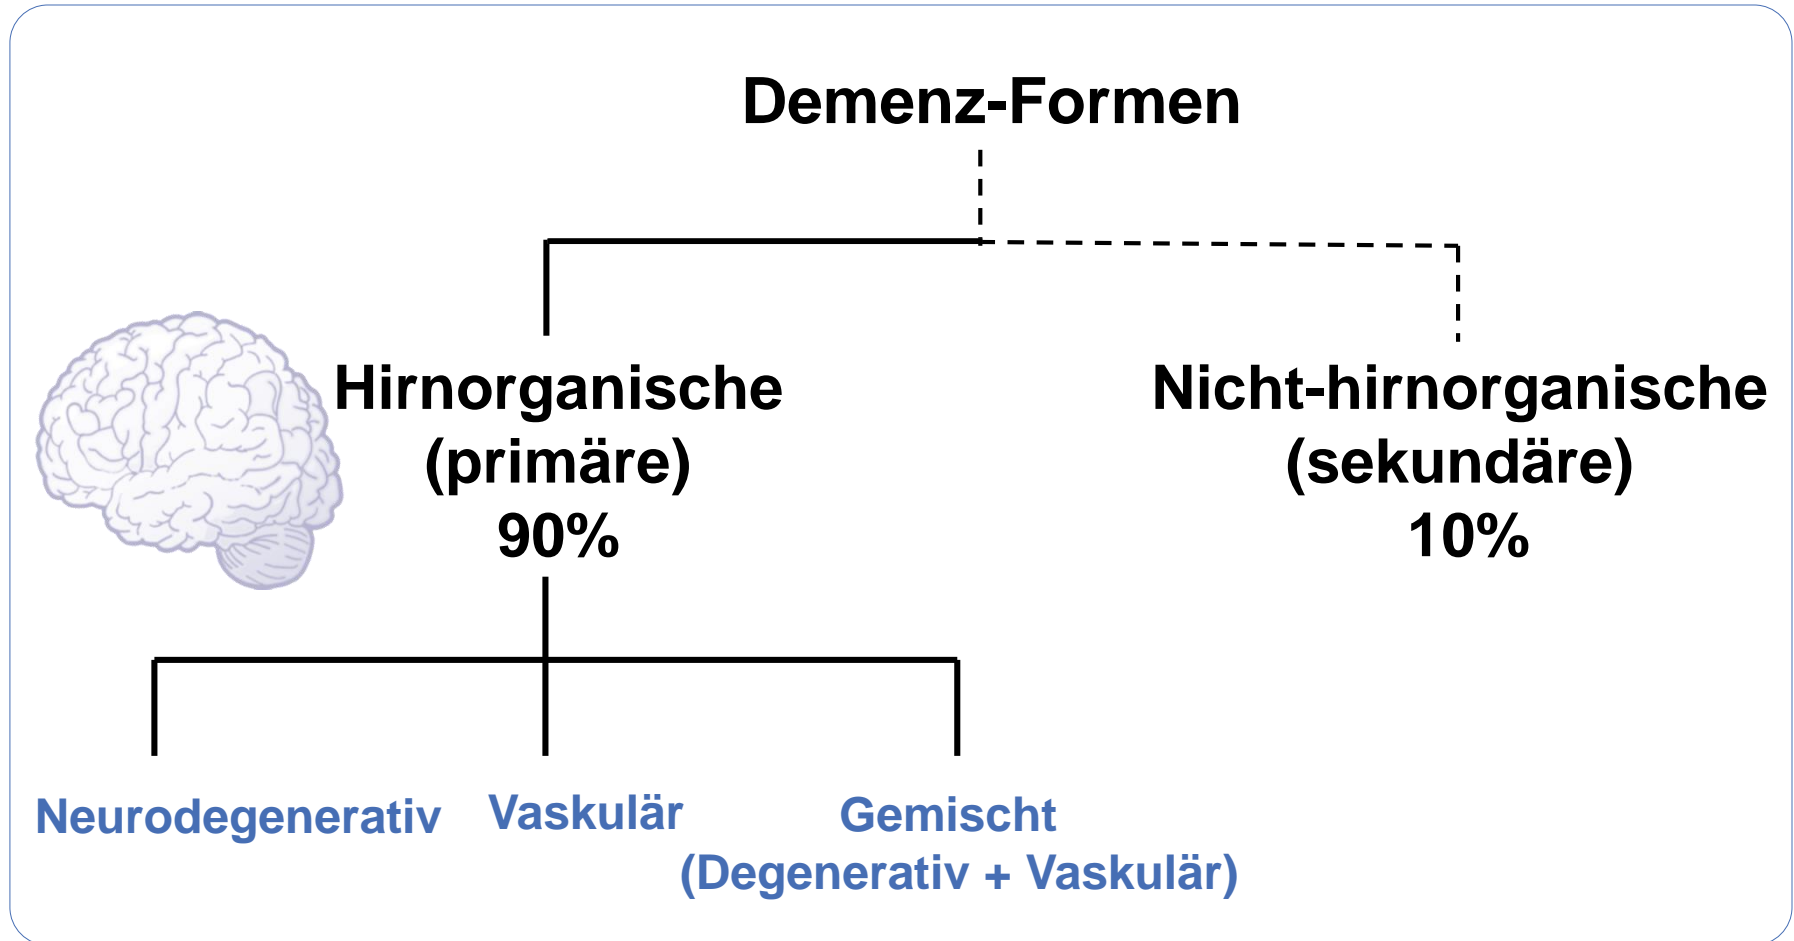 Demenz-Formen
Hirnorganische
(primäre)
90%
Nicht-hirnorganische
(sekundäre)
10%
Neurodegenerativ
Vaskulär
Gemischt
(Degenerativ + Vaskulär)